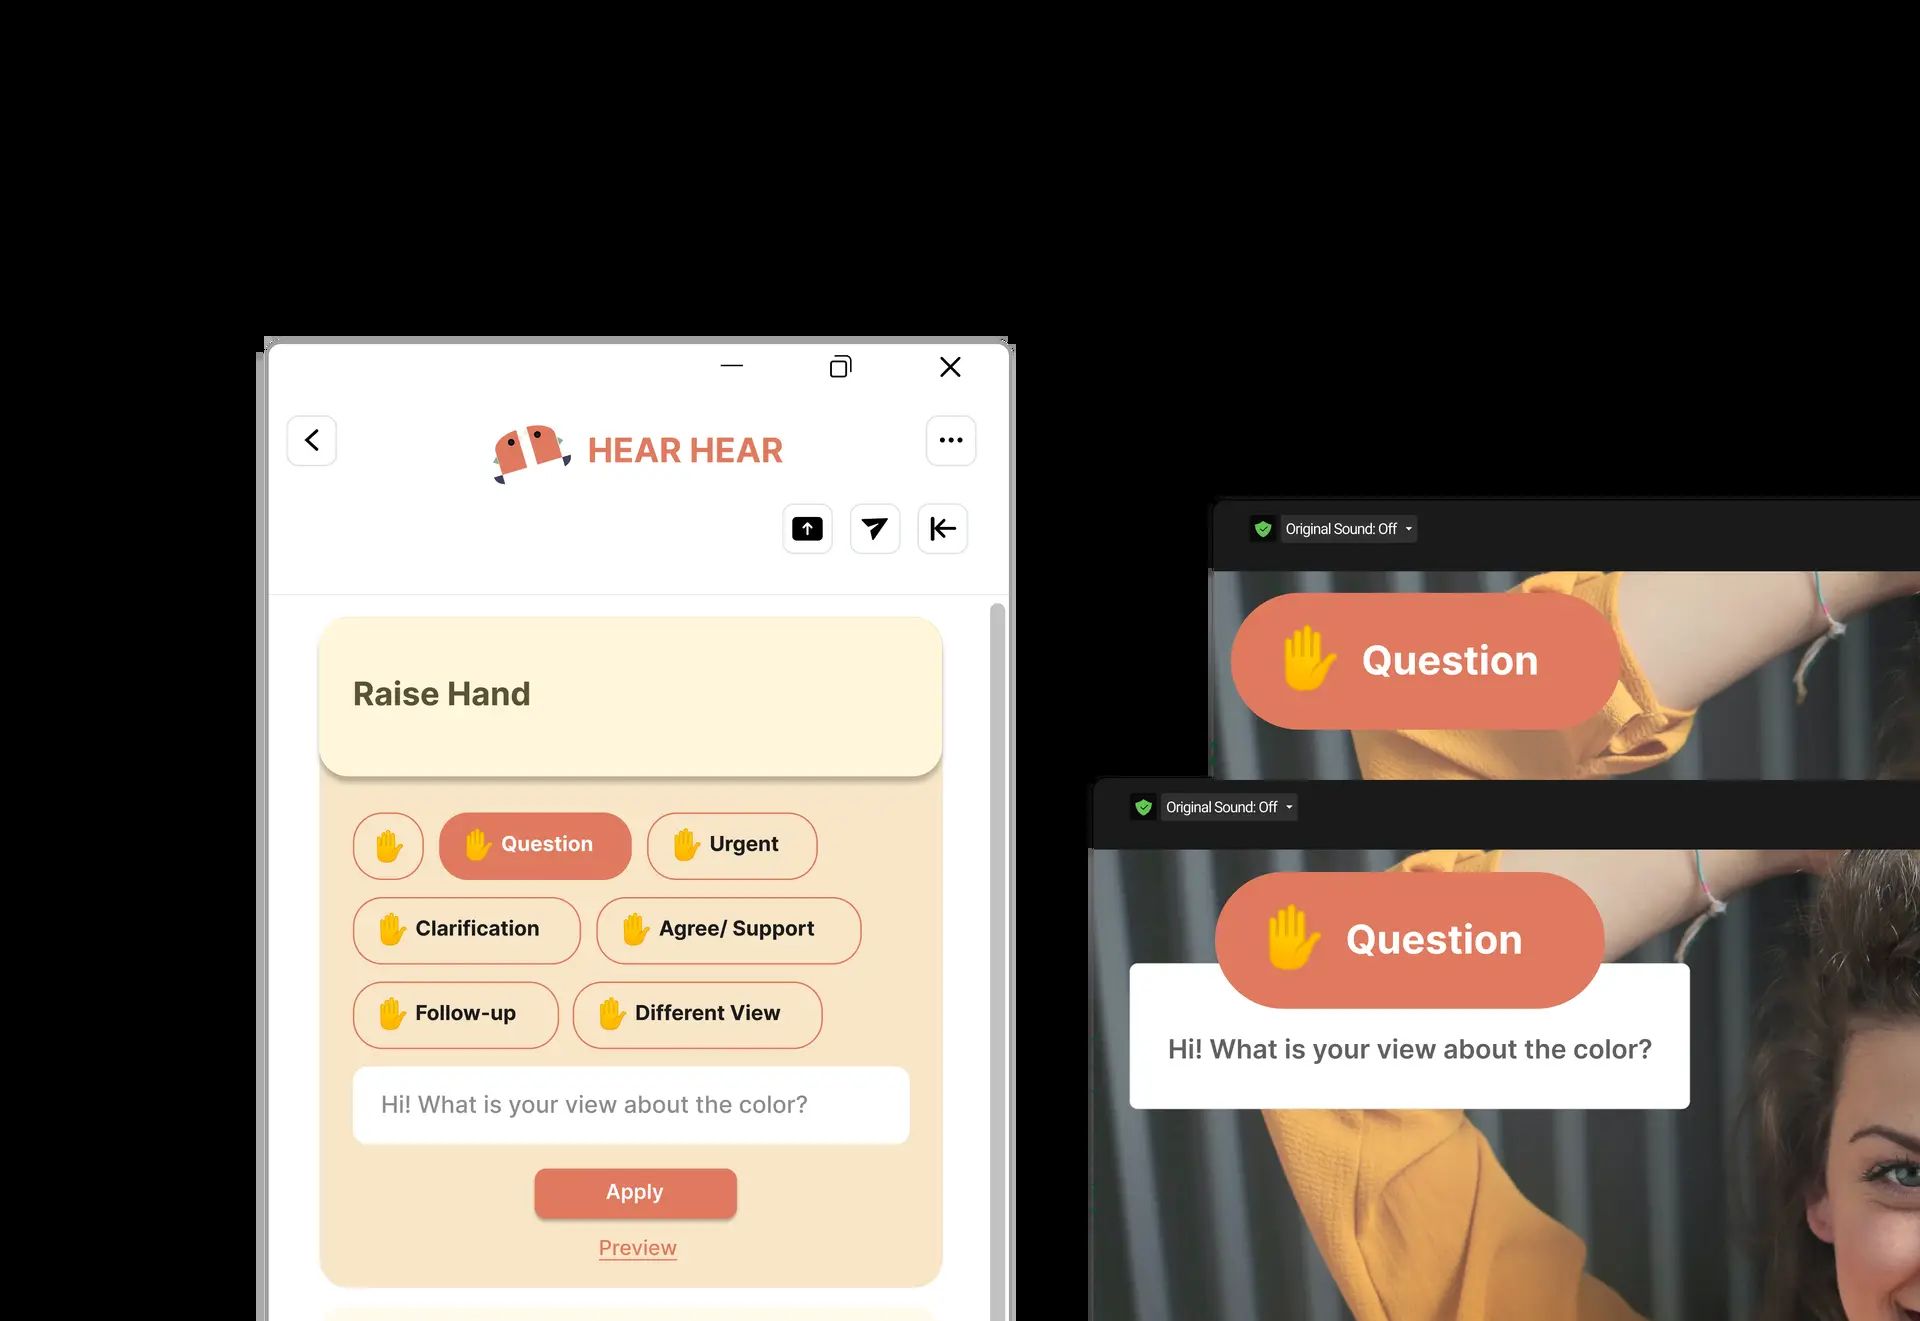 HEAR HEAR
Raise Hand
Question
Urgent
Clarification
Agree/ Support
Follow-up
Different View
Hi! What is your view about the color?
Apply
Preview
Original Sound: Off
Question
Original Sound: Off
Question
Hi! What is your view about the color?